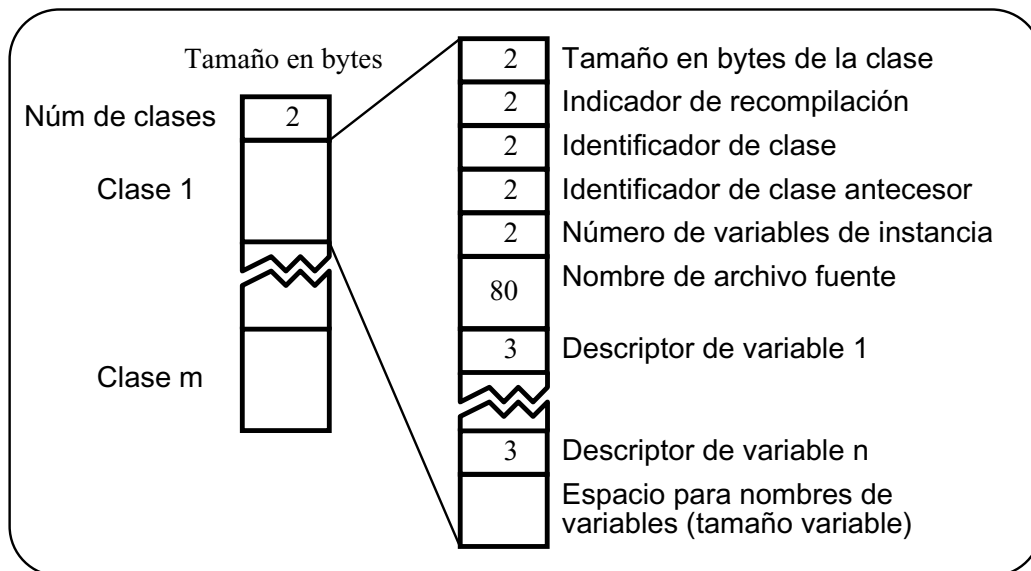 Tamaño en bytes
Núm de clases
2
Clase 1
Clase m
2
Tamaño en bytes de la clase
2
Indicador de recompilación
2
Identificador de clase
2
Identificador de clase antecesor
2
Número de variables de instancia
80
Nombre de archivo fuente
3
Descriptor de variable 1
3
Descriptor de variable n
Espacio para nombres de
variables (tamaño variable)